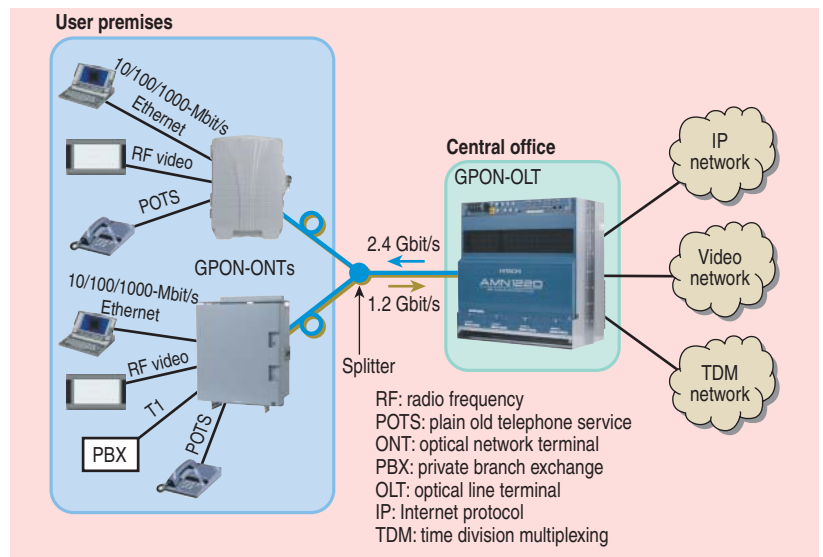 User premises
10/100/1000-Mbit/s
Ethernet
RF video
POTS
GPON-ONTs
10/100/1000-Mbit/s
Ethernet
RF video
T1
PBX
POTS
2.4 Gbit/s
1.2 Gbit/s
Splitter
Central office
GPON-OLT
HITACHI
AMN1220
IP
network
Video
network
TDM
network
RF: radio frequency
POTS: plain old telephone service
ONT: optical network terminal
PBX: private branch exchange
OLT: optical line terminal
IP: Internet protocol
TDM: time division multiplexing